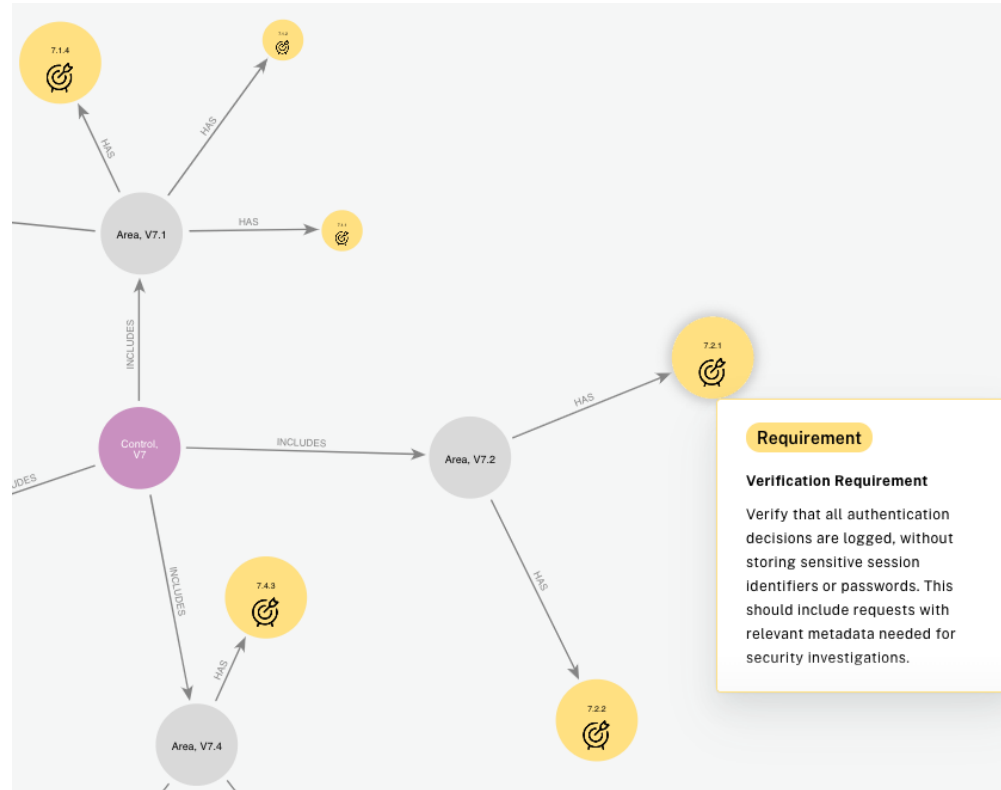 7.1.4
HAS
HAS
Area, V7.1
HAS
INCLUDES
7.2.1
HAS
Control,
V7
INCLUDES
Area, V7.2
UDES
Requirement
Verification Requirement
Verify that all authentication
decisions are logged, without
storing sensitive session
identifiers or passwords. This
should include requests with
relevant metadata needed for
security investigations.
INCLUDES
HAS
7.4.3
HAS
Area, V7.4
7.2.2